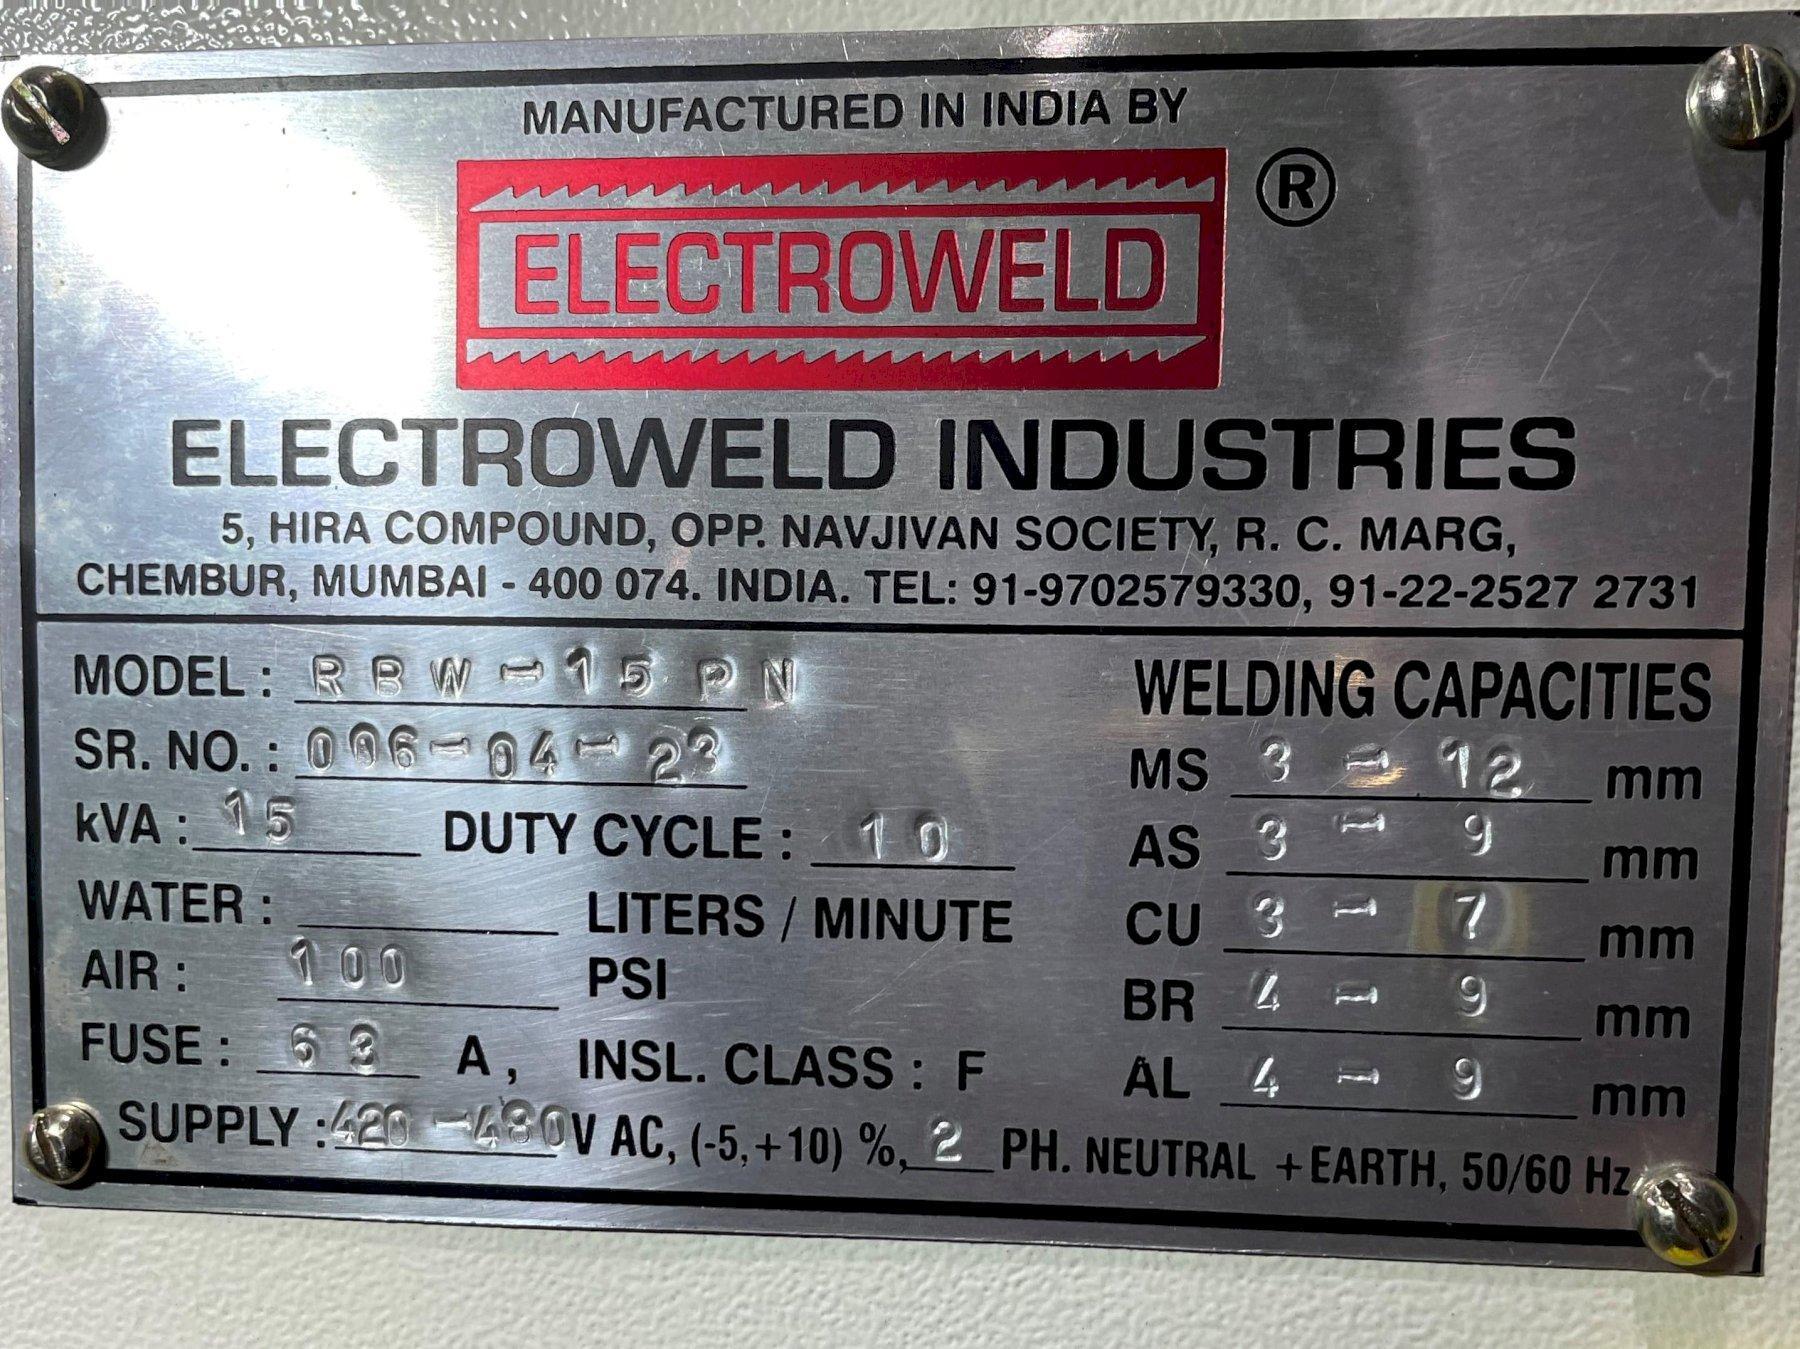 MANUFACTURED IN INDIA BY
ELECTROWELD ®
ELECTROWELD INDUSTRIES
5, HIRA COMPOUND, OPP. NAVJIVAN SOCIETY, R. C. MARG,
CHEMBUR, MUMBAI - 400 074. INDIA. TEL: 91-9702579330, 91-22-2527 2731
MODEL : RBW-15PN
SR. NO. : 006-04-23
kVA : 15 DUTY CYCLE : 10
WATER : LITERS / MINUTE
AIR : 100 PSI
FUSE : 63 A, INSL. CLASS : F
WELDING CAPACITIES
MS 3 - 12 mm
AS 3 - 9 mm
CU 3 - 7 mm
BR 4 - 9 mm
AL 4 - 9 mm
SUPPLY : 420-480 V AC, (-5,+10) %, 2 PH. NEUTRAL + EARTH, 50/60 Hz